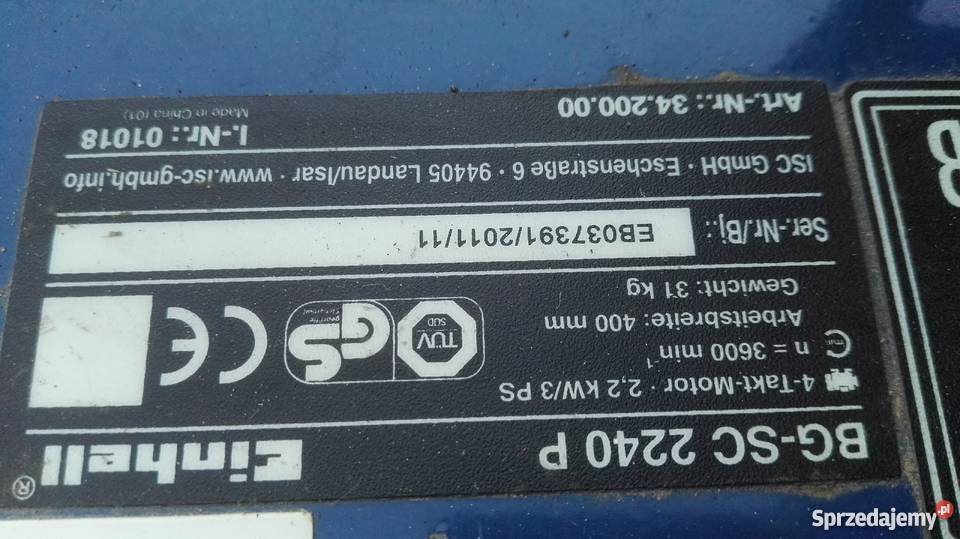 BG-SC 2240 P
Einhell®
4-Takt-Motor · 2,2 kW/3 PS
n = 3600 min⁻¹
Arbeitsbreite: 400 mm
Gewicht: 31 kg
TÜV
SÜD
GS
geprüfte
CE
Ser.-Nr/Bj.: EB037391/2011/11
ISC GmbH · Eschenstraße 6 · 94405 Landau/Isar · www.isc-gmbh.info
Art.-Nr.: 34.200.00
I.-Nr.: 01018
Made in China (01)
B
Sprzedajemy.pl